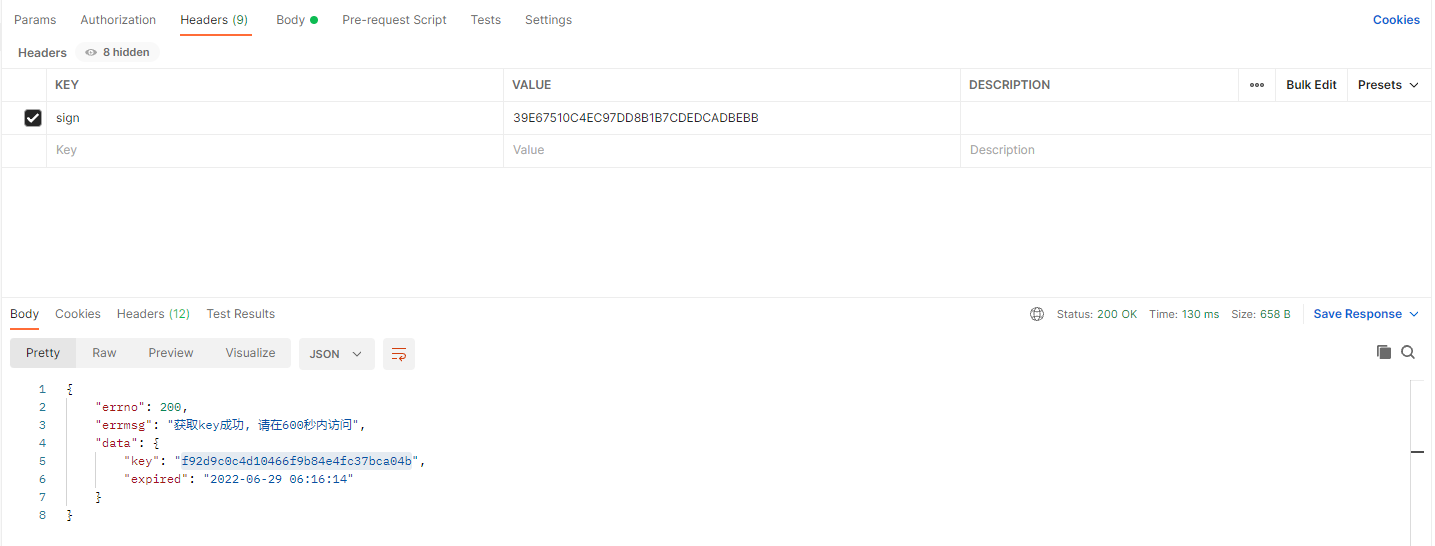 Params Authorization Headers (9) Body Pre-request Script Tests Settings Cookies
Headers 8 hidden
KEY VALUE DESCRIPTION ••• Bulk Edit Presets
sign 39E67510C4EC97DD8B1B7CDEDCADBEBB
Key Value Description
Body Cookies Headers (12) Test Results Status: 200 OK Time: 130 ms Size: 658 B Save Response
Pretty Raw Preview Visualize JSON
1 {
2 "errno": 200,
3 "errmsg": "获取key成功, 请在600秒内访问",
4 "data": {
5 "key": "f92d9c0c4d10466f9b84e4fc37bca04b",
6 "expired": "2022-06-29 06:16:14"
7 }
8 }